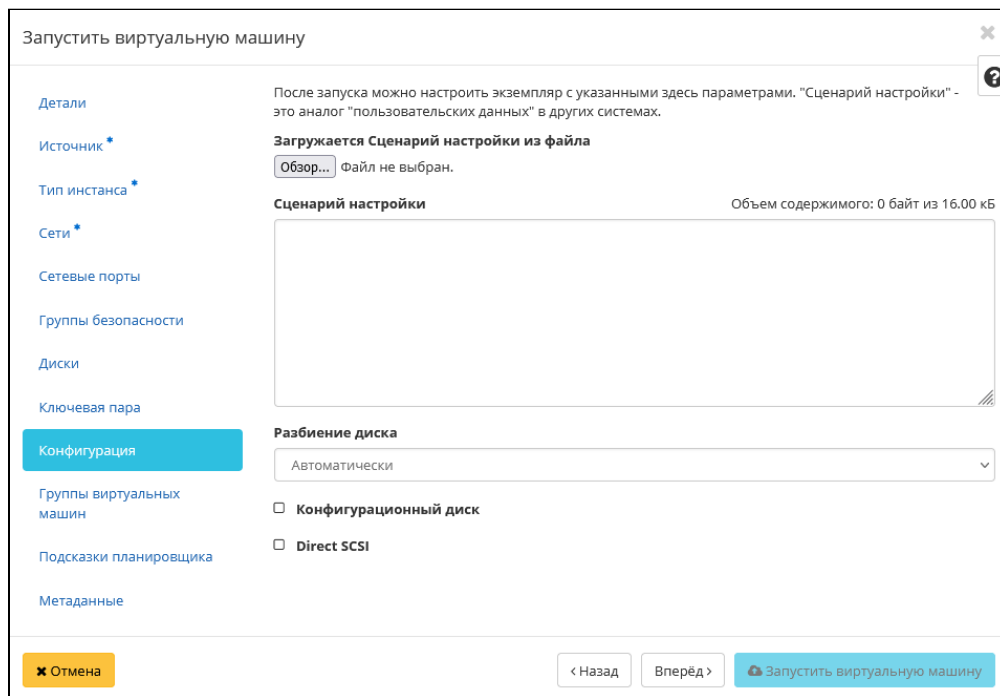 Запустить виртуальную машину
Детали
Источник *
Тип инстанса *
Сети *
Сетевые порты
Группы безопасности
Диски
Ключевая пара
Конфигурация
Группы виртуальных
машин
Подсказки планировщика
Метаданные
После запуска можно настроить экземпляр с указанными здесь параметрами. "Сценарий настройки" -
это аналог "пользовательских данных" в других системах.
Загружается Сценарий настройки из файла
Обзор... Файл не выбран.
Сценарий настройки Объем содержимого: 0 байт из 16.00 кБ
Разбиение диска
Автоматически
Конфигурационный диск
Direct SCSI
Отмена
‹ Назад Вперёд › Запустить виртуальную машину